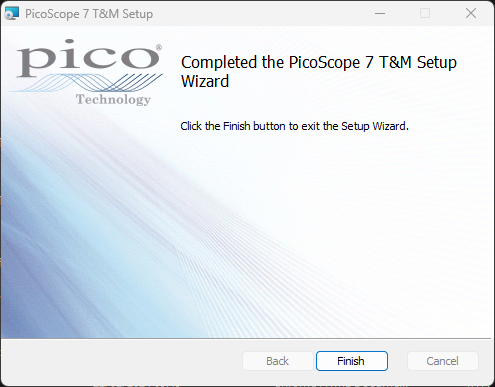 PicoScope 7 T&M Setup
pico®
Technology
Completed the PicoScope 7 T&M Setup
Wizard
Click the Finish button to exit the Setup Wizard.
Back
Finish
Cancel